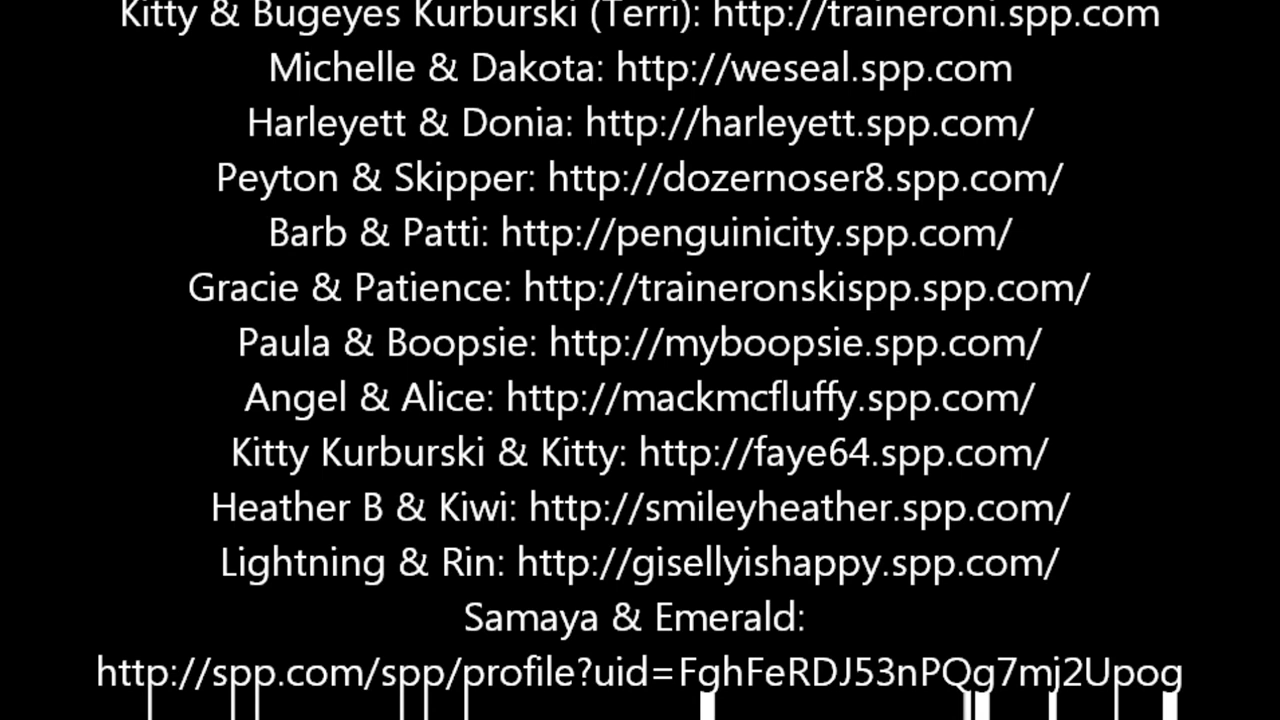 Kitty & Bugeyes Kurburski (Terri): http://traineroni.spp.com
Michelle & Dakota: http://weseal.spp.com
Harleyett & Donia: http://harleyett.spp.com/
Peyton & Skipper: http://dozernoser8.spp.com/
Barb & Patti: http://penguinicity.spp.com/
Gracie & Patience: http://traineronskispp.spp.com/
Paula & Boopsie: http://myboopsie.spp.com/
Angel & Alice: http://mackmcfluffy.spp.com/
Kitty Kurburski & Kitty: http://faye64.spp.com/
Heather B & Kiwi: http://smileyheather.spp.com/
Lightning & Rin: http://gisellyishappy.spp.com/
Samaya & Emerald:
http://spp.com/spp/profile?uid=FghFeRDJ53nPQg7mj2Upog